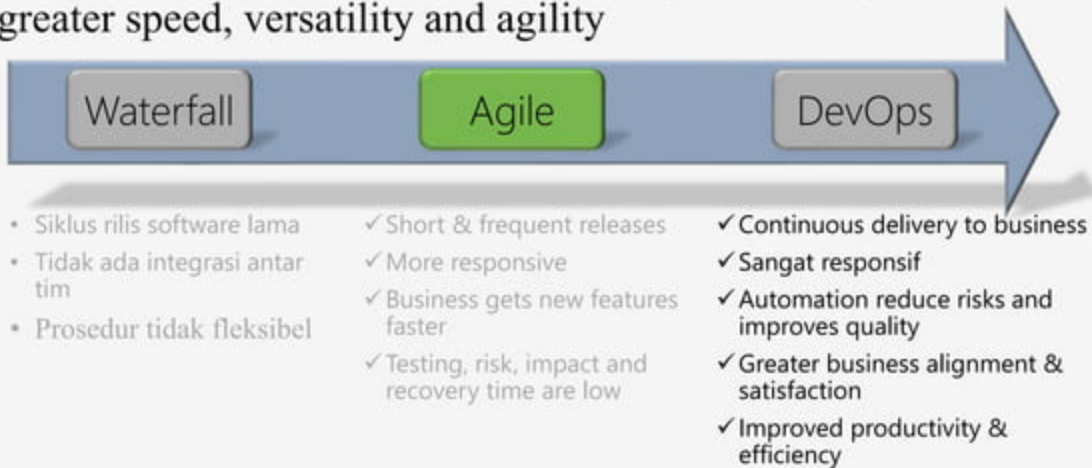 greater speed, versatility and agility
Waterfall
Agile
DevOps
• Siklus rilis software lama
• Tidak ada integrasi antar
tim
• Prosedur tidak fleksibel
✓ Short & frequent releases
✓ More responsive
✓ Business gets new features
faster
✓ Testing, risk, impact and
recovery time are low
✓ Continuous delivery to business
✓ Sangat responsif
✓ Automation reduce risks and
improves quality
✓ Greater business alignment &
satisfaction
✓ Improved productivity &
efficiency